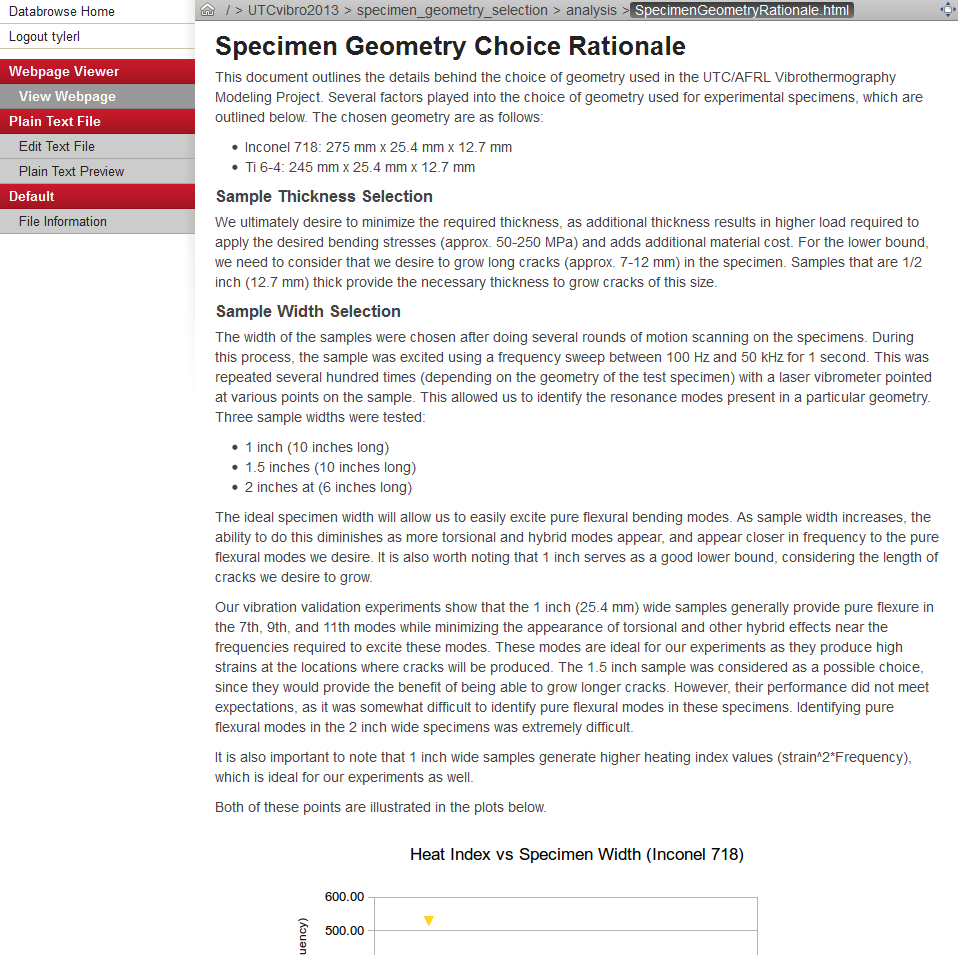 Databrowse Home
Logout tylerl
Webpage Viewer
View Webpage
Plain Text File
Edit Text File
Plain Text Preview
Default
File Information
/ > UTCvibro2013 > specimen_geometry_selection > analysis > SpecimenGeometryRationale.html
Specimen Geometry Choice Rationale
This document outlines the details behind the choice of geometry used in the UTC/AFRL Vibrothermography
Modeling Project. Several factors played into the choice of geometry used for experimental specimens, which are
outlined below. The chosen geometry are as follows:
• Inconel 718: 275 mm x 25.4 mm x 12.7 mm
• Ti 6-4: 245 mm x 25.4 mm x 12.7 mm
Sample Thickness Selection
We ultimately desire to minimize the required thickness, as additional thickness results in higher load required to
apply the desired bending stresses (approx. 50-250 MPa) and adds additional material cost. For the lower bound,
we need to consider that we desire to grow long cracks (approx. 7-12 mm) in the specimen. Samples that are 1/2
inch (12.7 mm) thick provide the necessary thickness to grow cracks of this size.
Sample Width Selection
The width of the samples were chosen after doing several rounds of motion scanning on the specimens. During
this process, the sample was excited using a frequency sweep between 100 Hz and 50 kHz for 1 second. This was
repeated several hundred times (depending on the geometry of the test specimen) with a laser vibrometer pointed
at various points on the sample. This allowed us to identify the resonance modes present in a particular geometry.
Three sample widths were tested:
• 1 inch (10 inches long)
• 1.5 inches (10 inches long)
• 2 inches at (6 inches long)
The ideal specimen width will allow us to easily excite pure flexural bending modes. As sample width increases, the
ability to do this diminishes as more torsional and hybrid modes appear, and appear closer in frequency to the pure
flexural modes we desire. It is also worth noting that 1 inch serves as a good lower bound, considering the length of
cracks we desire to grow.
Our vibration validation experiments show that the 1 inch (25.4 mm) wide samples generally provide pure flexure in
the 7th, 9th, and 11th modes while minimizing the appearance of torsional and other hybrid effects near the
frequencies required to excite these modes. These modes are ideal for our experiments as they produce high
strains at the locations where cracks will be produced. The 1.5 inch sample was considered as a possible choice,
since they would provide the benefit of being able to grow longer cracks. However, their performance did not meet
expectations, as it was somewhat difficult to identify pure flexural modes in these specimens. Identifying pure
flexural modes in the 2 inch wide specimens was extremely difficult.
It is also important to note that 1 inch wide samples generate higher heating index values (strain^2*Frequency),
which is ideal for our experiments as well.
Both of these points are illustrated in the plots below.
Heat Index vs Specimen Width (Inconel 718)
600.00
500.00
uency)